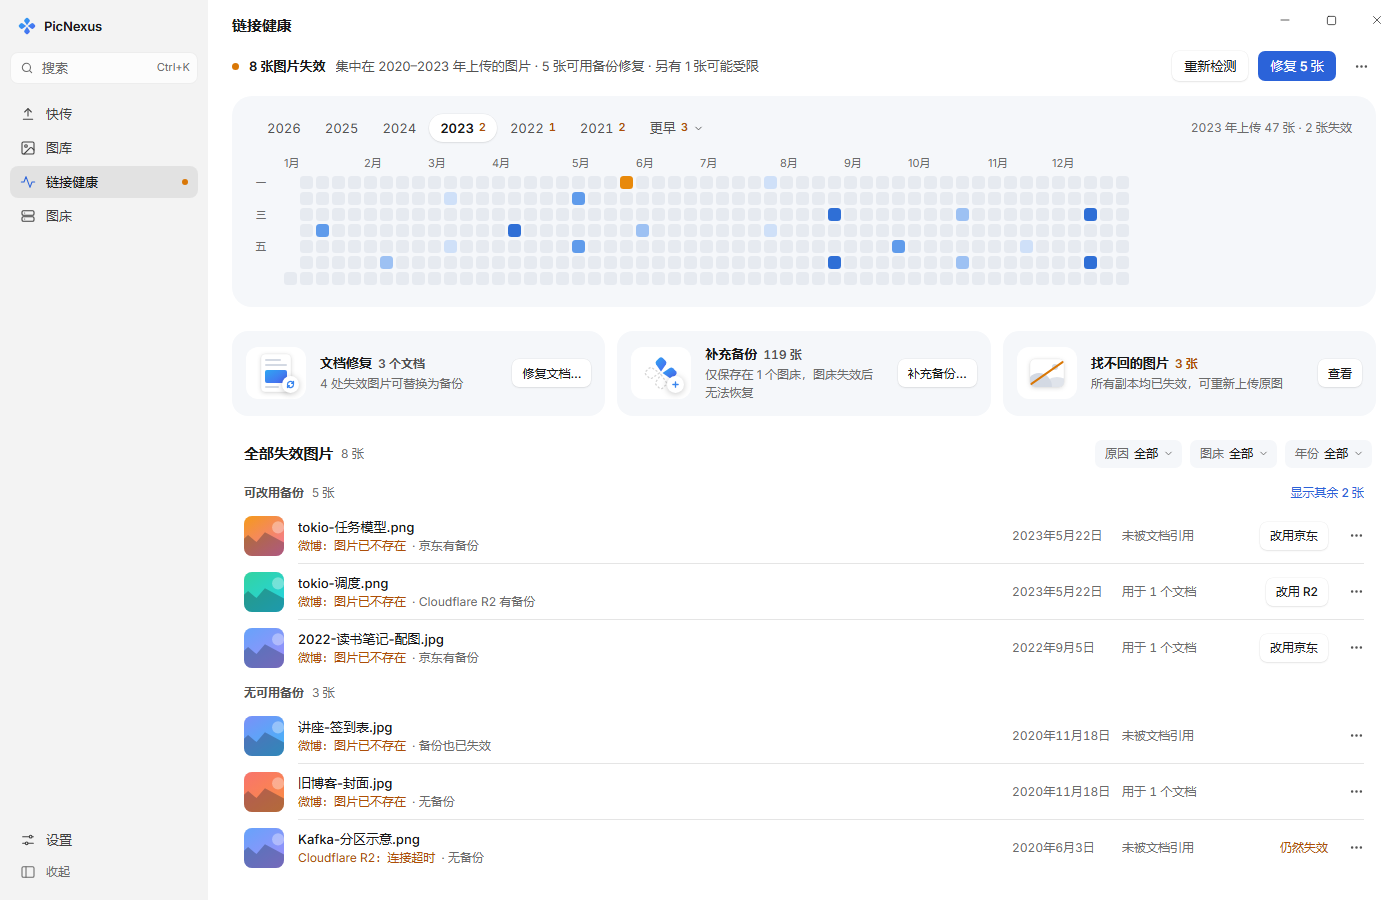 PicNexus
搜索 Ctrl+K
快传
图库
链接健康
图床
设置
收起
链接健康
8 张图片失效 集中在 2020–2023 年上传的图片 · 5 张可用备份修复 · 另有 1 张可能受限
重新检测 修复 5 张 ···
2026 2025 2024 2023 2 2022 1 2021 2 更早 3
2023 年上传 47 张 · 2 张失效
1月 2月 3月 4月 5月 6月 7月 8月 9月 10月 11月 12月
一
三
五
文档修复 3 个文档
4 处失效图片可替换为备份
修复文档...
补充备份 119 张
仅保存在 1 个图床，图床失效后
无法恢复
补充备份...
找不回的图片 3 张
所有副本均已失效，可重新上传原图
查看
全部失效图片 8 张
原因 全部 图床 全部 年份 全部
可改用备份 5 张 显示其余 2 张
tokio-任务模型.png
微博：图片已不存在 · 京东有备份
2023年5月22日 未被文档引用 改用京东 ···
tokio-调度.png
微博：图片已不存在 · Cloudflare R2 有备份
2023年5月22日 用于 1 个文档 改用 R2 ···
2022-读书笔记-配图.jpg
微博：图片已不存在 · 京东有备份
2022年9月5日 用于 1 个文档 改用京东 ···
无可用备份 3 张
讲座-签到表.jpg
微博：图片已不存在 · 备份也已失效
2020年11月18日 未被文档引用 ···
旧博客-封面.jpg
微博：图片已不存在 · 无备份
2020年11月18日 用于 1 个文档 ···
Kafka-分区示意.png
Cloudflare R2：连接超时 · 无备份
2020年6月3日 未被文档引用 仍然失效 ···